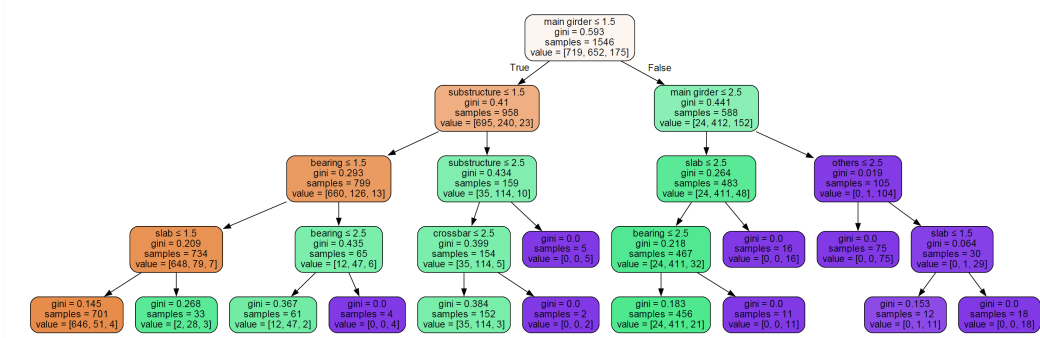 main girder ≤ 1.5
gini = 0.593
samples = 1546
value = [719, 652, 175]
True
False
substructure ≤ 1.5
gini = 0.41
samples = 958
value = [695, 240, 23]
main girder ≤ 2.5
gini = 0.441
samples = 588
value = [24, 412, 152]
bearing ≤ 1.5
gini = 0.293
samples = 799
value = [660, 126, 13]
substructure ≤ 2.5
gini = 0.434
samples = 159
value = [35, 114, 10]
slab ≤ 2.5
gini = 0.264
samples = 483
value = [24, 411, 48]
others ≤ 2.5
gini = 0.019
samples = 105
value = [0, 1, 104]
slab ≤ 1.5
gini = 0.209
samples = 734
value = [648, 79, 7]
bearing ≤ 2.5
gini = 0.435
samples = 65
value = [12, 47, 6]
crossbar ≤ 2.5
gini = 0.399
samples = 154
value = [35, 114, 5]
gini = 0.0
samples = 5
value = [0, 0, 5]
bearing ≤ 2.5
gini = 0.218
samples = 467
value = [24, 411, 32]
gini = 0.0
samples = 16
value = [0, 0, 16]
gini = 0.0
samples = 75
value = [0, 0, 75]
slab ≤ 1.5
gini = 0.064
samples = 30
value = [0, 1, 29]
gini = 0.145
samples = 701
value = [646, 51, 4]
gini = 0.268
samples = 33
value = [2, 28, 3]
gini = 0.367
samples = 61
value = [12, 47, 2]
gini = 0.0
samples = 4
value = [0, 0, 4]
gini = 0.384
samples = 152
value = [35, 114, 3]
gini = 0.0
samples = 2
value = [0, 0, 2]
gini = 0.183
samples = 456
value = [24, 411, 21]
gini = 0.0
samples = 11
value = [0, 0, 11]
gini = 0.153
samples = 12
value = [0, 1, 11]
gini = 0.0
samples = 18
value = [0, 0, 18]